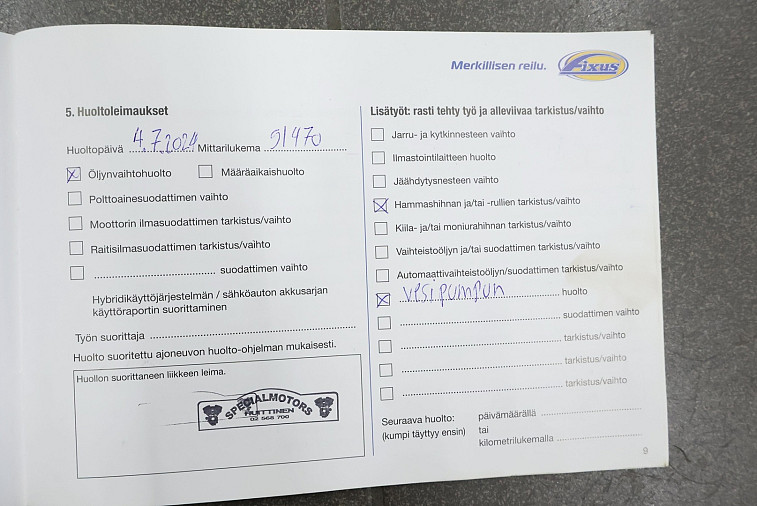 Merkillisen reilu. Fixus
5. Huoltoleimaukset
Huoltopäivä 4.7.2024 Mittarilukema 91470
Öljynvaihtohuolto Määräaikaishuolto
Polttoainesuodattimen vaihto
Moottorin ilmasuodattimen tarkistus/vaihto
Raitisilmasuodattimen tarkistus/vaihto
suodattimen vaihto
Hybridikäyttöjärjestelmän / sähköauton akkusarjan
käyttöraportin suorittaminen
Työn suorittaja
Huolto suoritettu ajoneuvon huolto-ohjelman mukaisesti.
Huollon suorittaneen liikkeen leima.
SPECIALMOTORS
HUITTINEN
02 568 700
Lisätyöt: rasti tehty työ ja alleviivaa tarkistus/vaihto
Jarru- ja kytkinnesteen vaihto
Ilmastointilaitteen huolto
Jäähdytysnesteen vaihto
Hammashihnan ja/tai -rullien tarkistus/vaihto
Kiila- ja/tai moniurahihnan tarkistus/vaihto
Vaihteistoöljyn ja/tai suodattimen tarkistus/vaihto
Automaattivaihteistoöljyn/suodattimen tarkistus/vaihto
vesipumpun huolto
suodattimen vaihto
tarkistus/vaihto
tarkistus/vaihto
tarkistus/vaihto
Seuraava huolto: päivämäärällä
(kumpi täyttyy ensin) tai
kilometrilukemalla
9